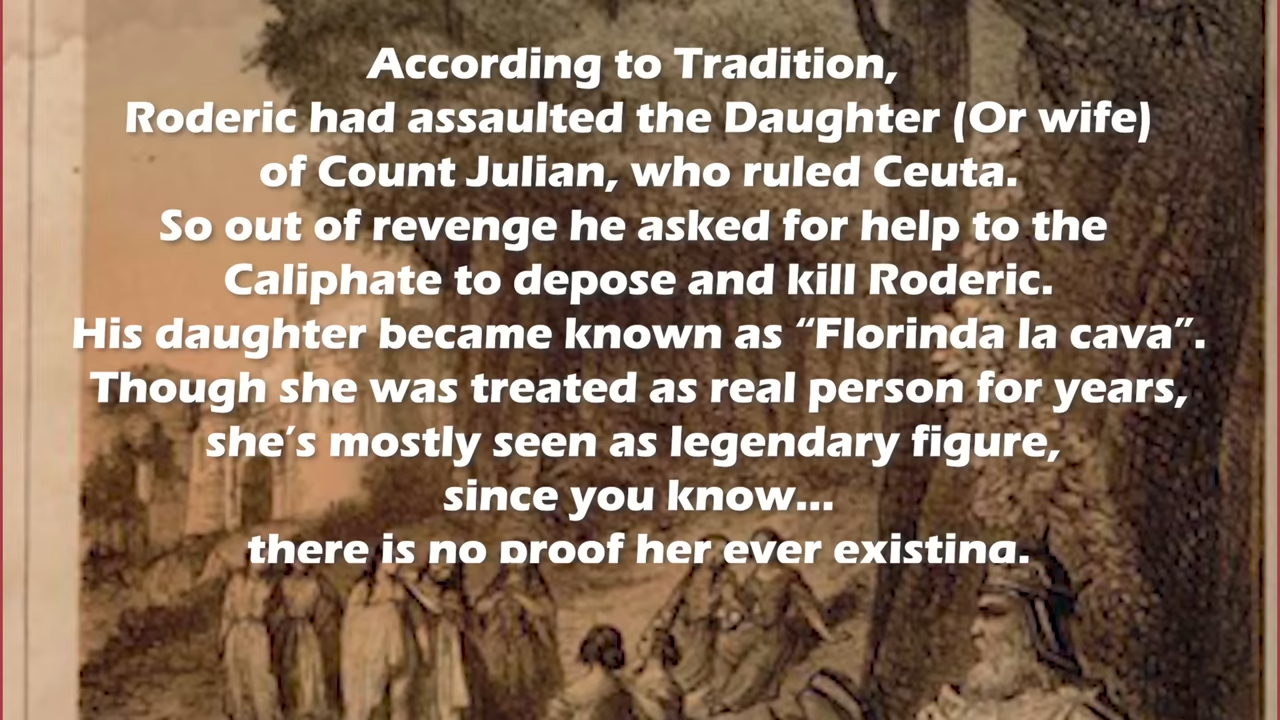 According to Tradition,
Roderic had assaulted the Daughter (Or wife)
of Count Julian, who ruled Ceuta.
So out of revenge he asked for help to the
Caliphate to depose and kill Roderic.
His daughter became known as “Florinda la cava”.
Though she was treated as real person for years,
she’s mostly seen as legendary figure,
since you know...
there is no proof her ever existing.